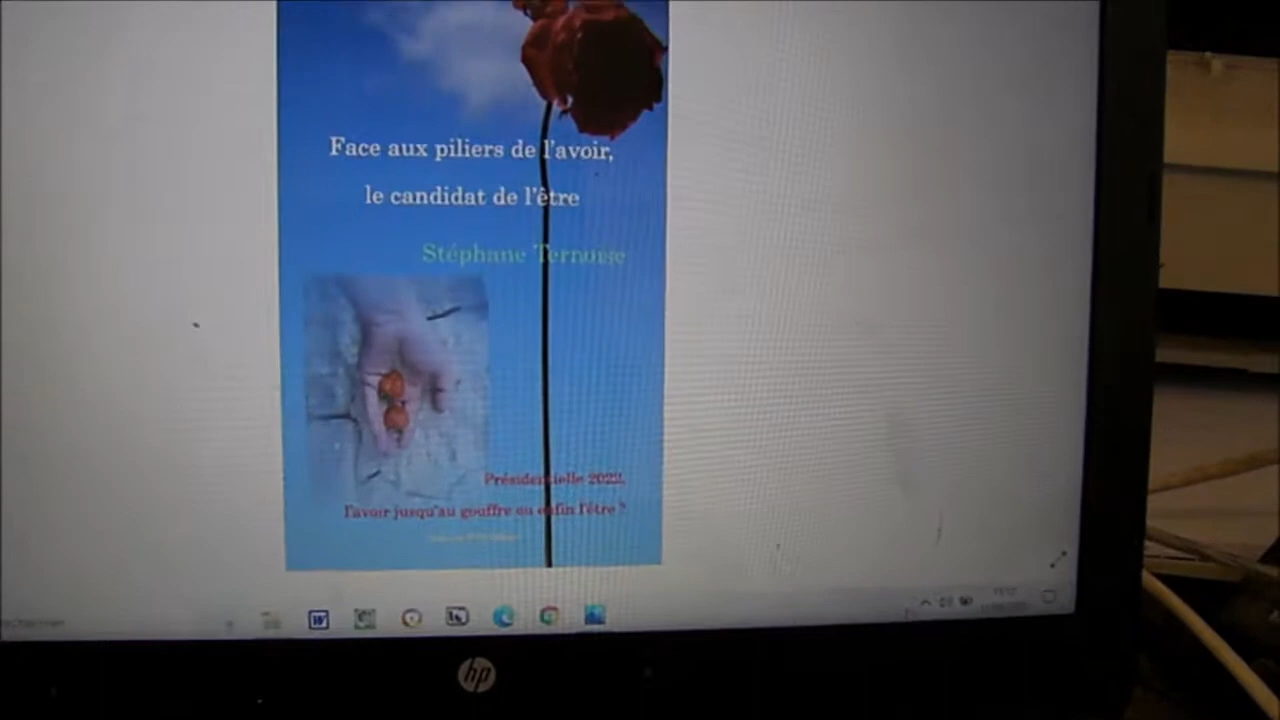 Face aux piliers de l'avoir,
le candidat de l'être
Stéphane Ternoise
Présidentielle 2022,
l'avoir jusqu'au gouffre ou enfin l'être ?
hp